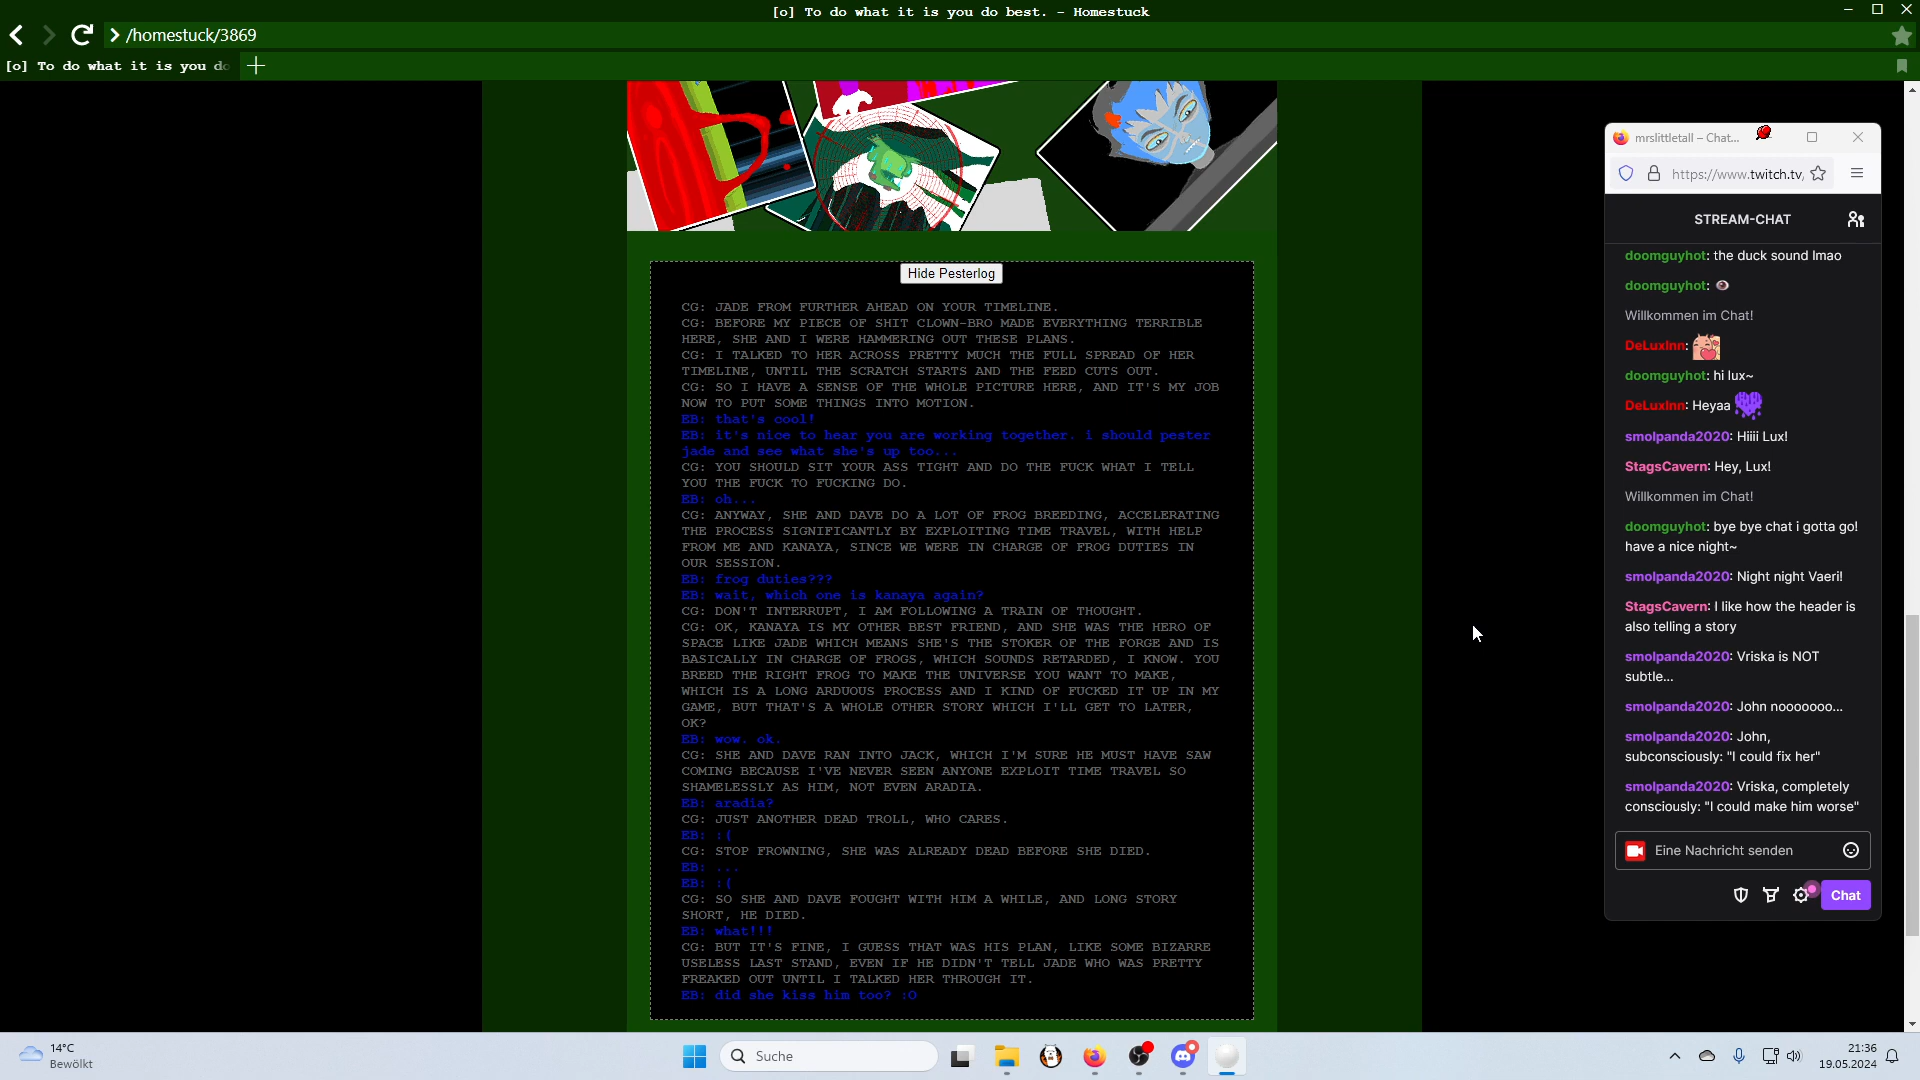 [o] To do what it is you do best. - Homestuck
/homestuck/3869
[o] To do what it is you do
Hide Pesterlog
CG: JADE FROM FURTHER AHEAD ON YOUR TIMELINE.
CG: BEFORE MY PIECE OF SHIT CLOWN-BRO MADE EVERYTHING TERRIBLE
HERE, SHE AND I WERE HAMMERING OUT THESE PLANS.
CG: I TALKED TO HER ACROSS PRETTY MUCH THE FULL SPREAD OF HER
TIMELINE, UNTIL THE SCRATCH STARTS AND THE FEED CUTS OUT.
CG: SO I HAVE A SENSE OF THE WHOLE PICTURE HERE, AND IT'S MY JOB
NOW TO PUT SOME THINGS INTO MOTION.
EB: that's cool!
EB: it's nice to hear you are working together. i should pester
jade and see what she's up too...
CG: YOU SHOULD SIT YOUR ASS TIGHT AND DO THE FUCK WHAT I TELL
YOU THE FUCK TO FUCKING DO.
EB: oh...
CG: ANYWAY, SHE AND DAVE DO A LOT OF FROG BREEDING, ACCELERATING
THE PROCESS SIGNIFICANTLY BY EXPLOITING TIME TRAVEL, WITH HELP
FROM ME AND KANAYA, SINCE WE WERE IN CHARGE OF FROG DUTIES IN
OUR SESSION.
EB: frog duties???
EB: wait, which one is kanaya again?
CG: DON'T INTERRUPT, I AM FOLLOWING A TRAIN OF THOUGHT.
CG: OK, KANAYA IS MY OTHER BEST FRIEND, AND SHE WAS THE HERO OF
SPACE LIKE JADE WHICH MEANS SHE'S THE STOKER OF THE FORGE AND IS
BASICALLY IN CHARGE OF FROGS, WHICH SOUNDS RETARDED, I KNOW. YOU
BREED THE RIGHT FROG TO MAKE THE UNIVERSE YOU WANT TO MAKE,
WHICH IS A LONG ARDUOUS PROCESS AND I KIND OF FUCKED IT UP IN MY
GAME, BUT THAT'S A WHOLE OTHER STORY WHICH I'LL GET TO LATER,
OK?
EB: wow. ok.
CG: SHE AND DAVE RAN INTO JACK, WHICH I'M SURE HE MUST HAVE SAW
COMING BECAUSE I'VE NEVER SEEN ANYONE EXPLOIT TIME TRAVEL SO
SHAMELESSLY AS HIM, NOT EVEN ARADIA.
EB: aradia?
CG: JUST ANOTHER DEAD TROLL, WHO CARES.
EB: :(
CG: STOP FROWNING, SHE WAS ALREADY DEAD BEFORE SHE DIED.
EB: ...
EB: :(
CG: SO SHE AND DAVE FOUGHT WITH HIM A WHILE, AND LONG STORY
SHORT, HE DIED.
EB: what!!!
CG: BUT IT'S FINE, I GUESS THAT WAS HIS PLAN, LIKE SOME BIZARRE
USELESS LAST STAND, EVEN IF HE DIDN'T TELL JADE WHO WAS PRETTY
FREAKED OUT UNTIL I TALKED HER THROUGH IT.
EB: did she kiss him too? :O
mrslittletall – Chat...
https://www.twitch.tv
STREAM-CHAT
doomguyhot: the duck sound lmao
doomguyhot:
Willkommen im Chat!
DeLuxInn:
doomguyhot: hi lux~
DeLuxInn: Heyaa
smolpanda2020: Hiiii Lux!
StagsCavern: Hey, Lux!
Willkommen im Chat!
doomguyhot: bye bye chat i gotta go!
have a nice night~
smolpanda2020: Night night Vaeri!
StagsCavern: I like how the header is
also telling a story
smolpanda2020: Vriska is NOT
subtle...
smolpanda2020: John nooooooo...
smolpanda2020: John,
subconsciously: "I could fix her"
smolpanda2020: Vriska, completely
consciously: "I could make him worse"
Eine Nachricht senden
Chat
14°C
Bewölkt
Suche
21:36
19.05.2024